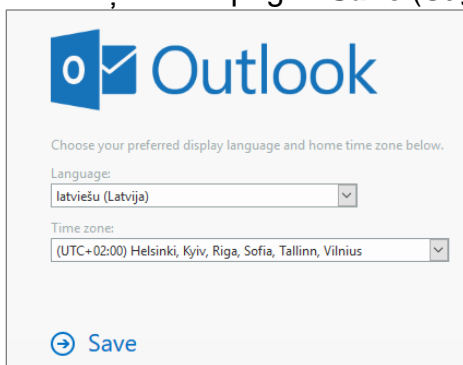 Outlook
Choose your preferred display language and home time zone below.
Language:
latviešu (Latvija)
Time zone:
(UTC+02:00) Helsinki, Kyiv, Riga, Sofia, Tallinn, Vilnius
Save